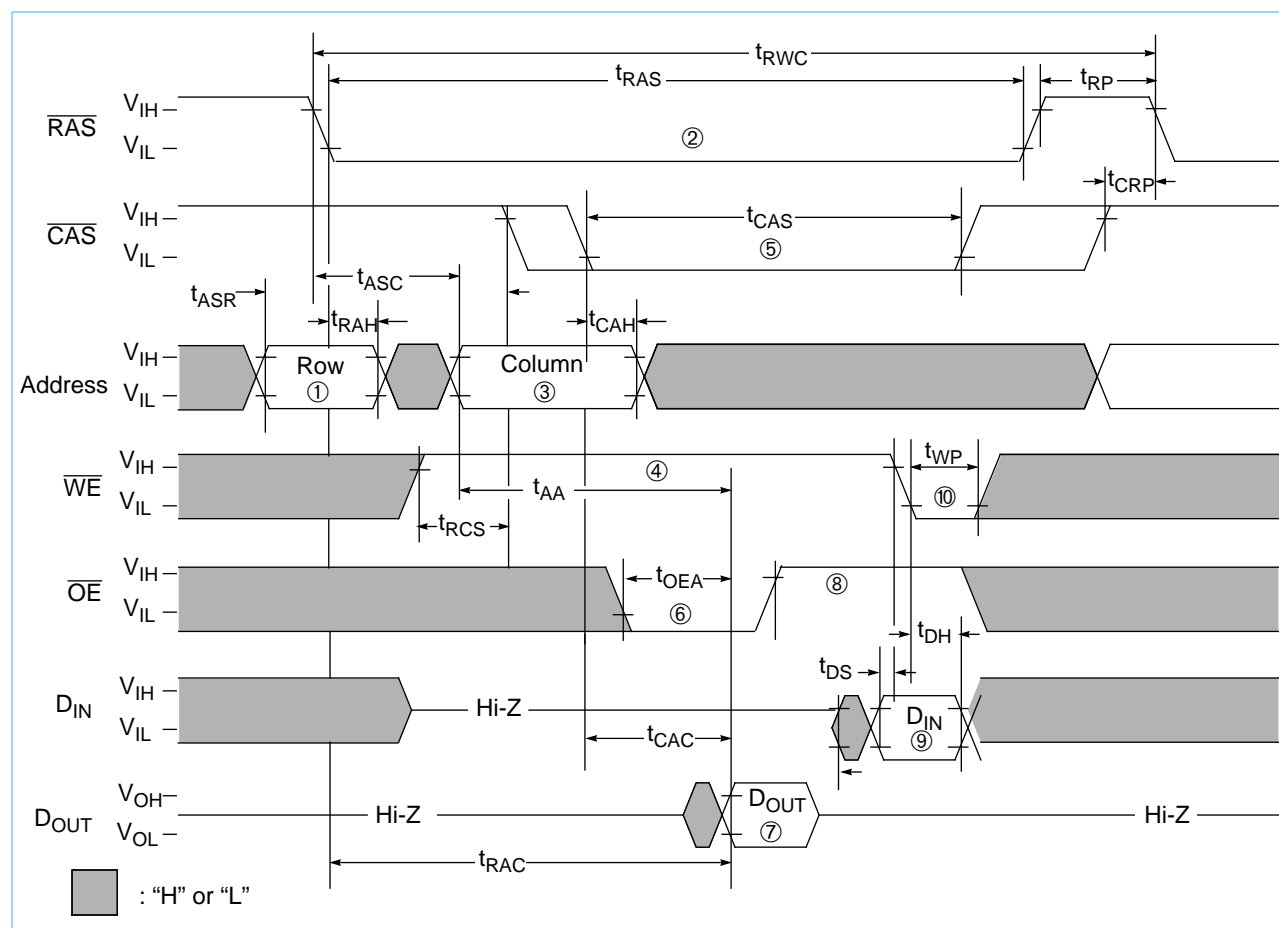 tRWC
tRAS
tRP
RAS
VIH
VIL
②
tCRP
CAS
VIH
VIL
tCAS
⑤
tASC
tASR
tRAH
tCAH
Address
VIH
VIL
Row
①
Column
③
WE
VIH
VIL
④
tWP
⑩
tAA
tRCS
OE
VIH
VIL
tOEA
⑥
⑧
tDH
tDS
DIN
VIH
VIL
Hi-Z
DIN
⑨
tCAC
DOUT
VOH
VOL
Hi-Z
DOUT
⑦
Hi-Z
tRAC
: “H” or “L”